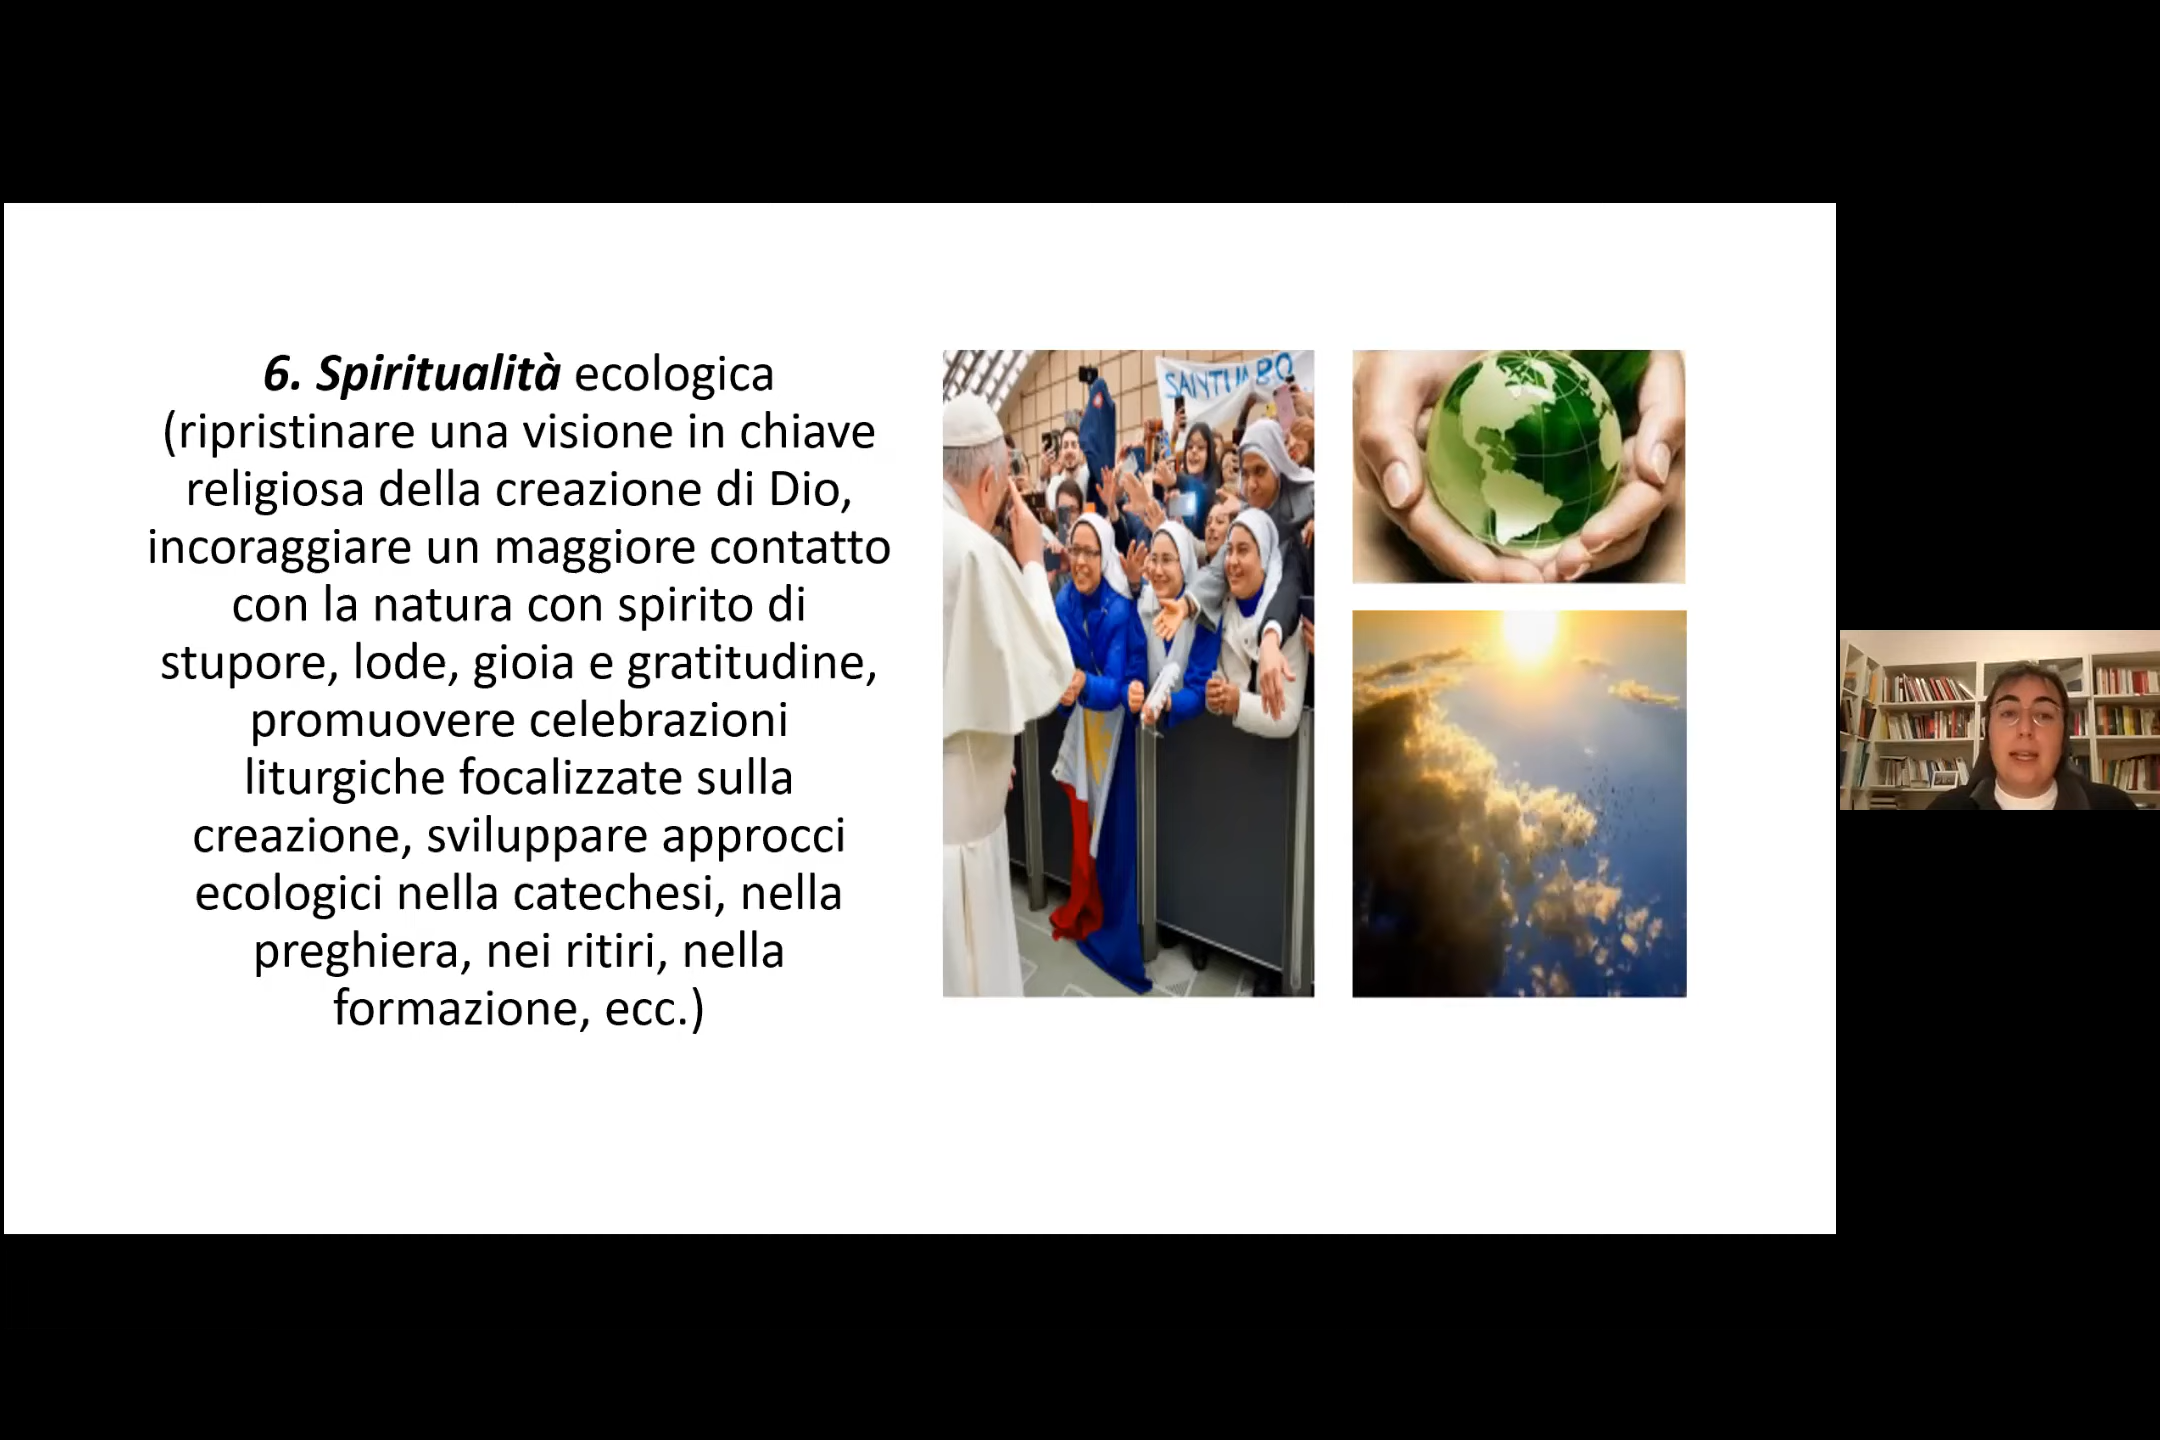 6. Spiritualità ecologica
(ripristinare una visione in chiave
religiosa della creazione di Dio,
incoraggiare un maggiore contatto
con la natura con spirito di
stupore, lode, gioia e gratitudine,
promuovere celebrazioni
liturgiche focalizzate sulla
creazione, sviluppare approcci
ecologici nella catechesi, nella
preghiera, nei ritiri, nella
formazione, ecc.)